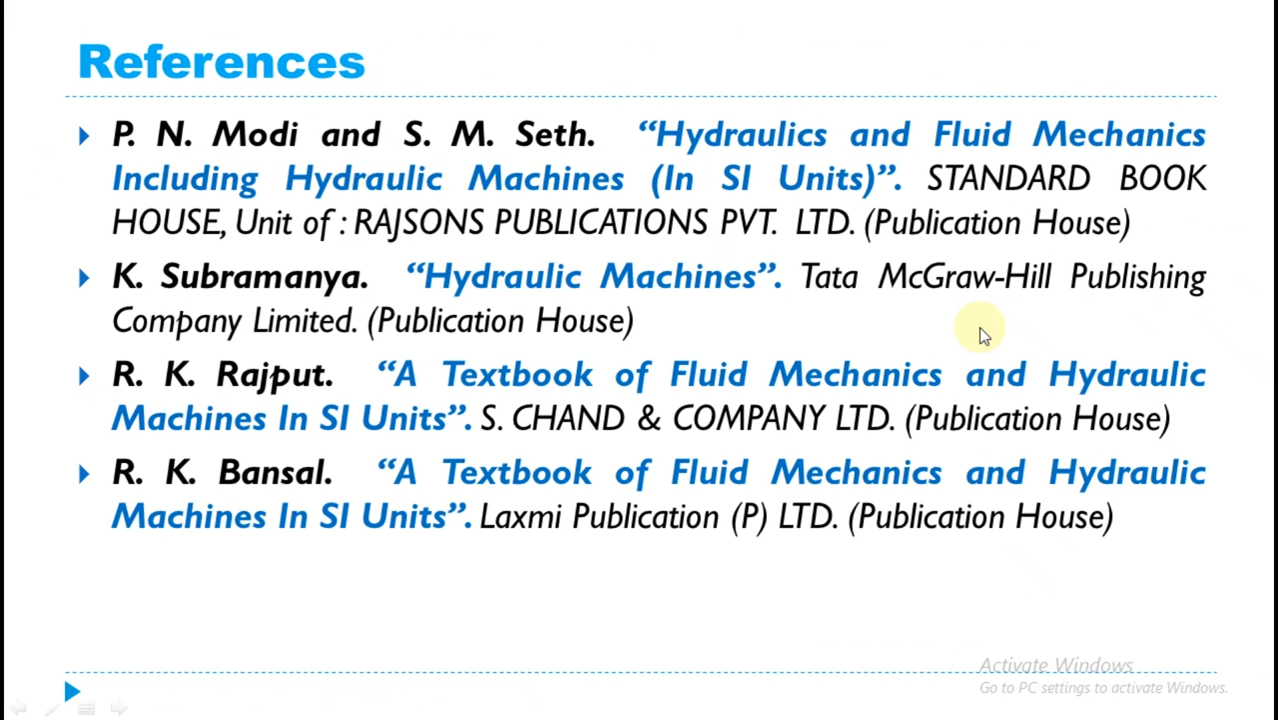 References
P. N. Modi and S. M. Seth. “Hydraulics and Fluid Mechanics
Including Hydraulic Machines (In SI Units)”. STANDARD BOOK
HOUSE, Unit of : RAJSONS PUBLICATIONS PVT. LTD. (Publication House)
K. Subramanya. “Hydraulic Machines”. Tata McGraw-Hill Publishing
Company Limited. (Publication House)
R. K. Rajput. “A Textbook of Fluid Mechanics and Hydraulic
Machines In SI Units”. S. CHAND & COMPANY LTD. (Publication House)
R. K. Bansal. “A Textbook of Fluid Mechanics and Hydraulic
Machines In SI Units”. Laxmi Publication (P) LTD. (Publication House)
Activate Windows
Go to PC settings to activate Windows.